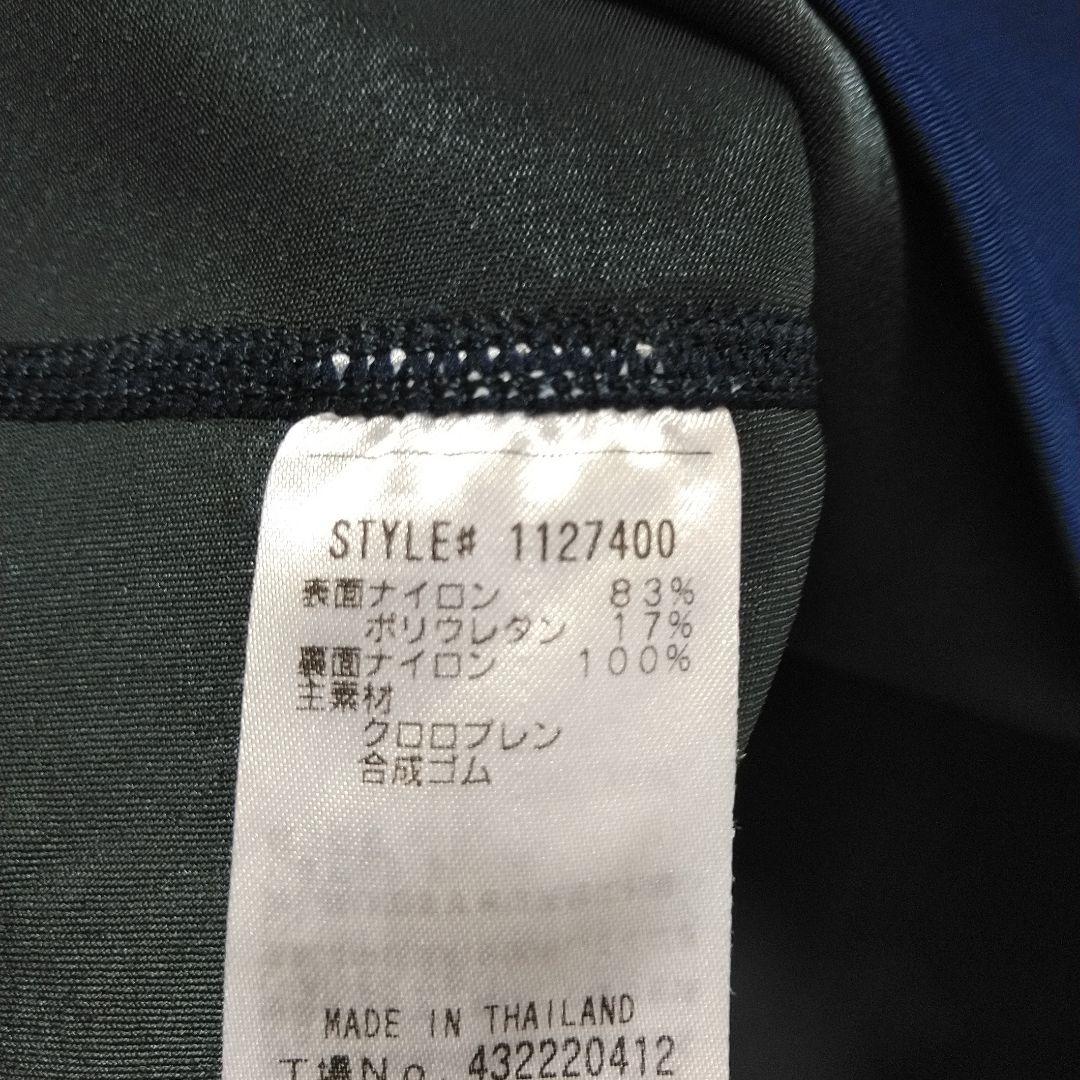 STYLE# 1127400
表面ナイロン 83%
ポリウレタン 17%
裏面ナイロン 100%
主素材
クロロプレン
合成ゴム
MADE IN THAILAND
工場No. 432220412